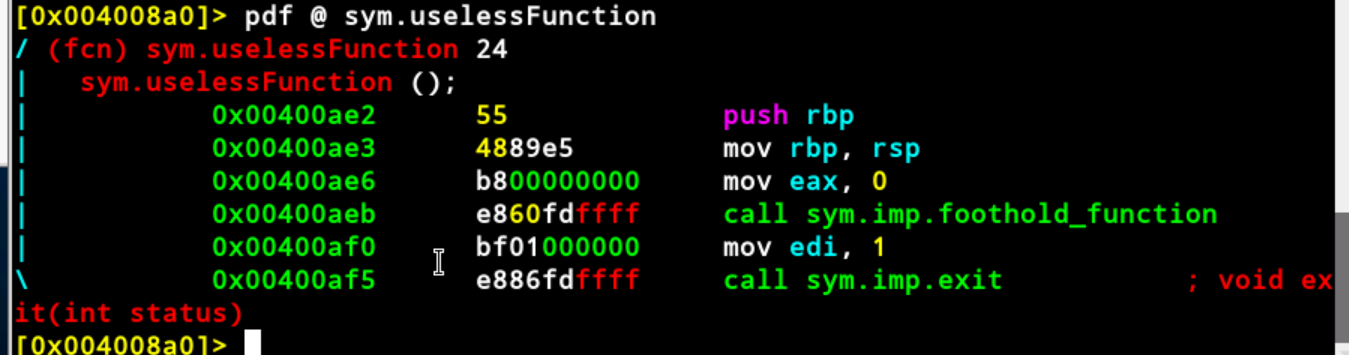 [0x004008a0]> pdf @ sym.uselessFunction
/ (fcn) sym.uselessFunction 24
|   sym.uselessFunction ();
|           0x00400ae2      55             push rbp
|           0x00400ae3      4889e5         mov rbp, rsp
|           0x00400ae6      b800000000     mov eax, 0
|           0x00400aeb      e860fdffff     call sym.imp.foothold_function
|           0x00400af0      bf01000000     mov edi, 1
\           0x00400af5      e886fdffff     call sym.imp.exit          ; void ex
it(int status)
[0x004008a0]>